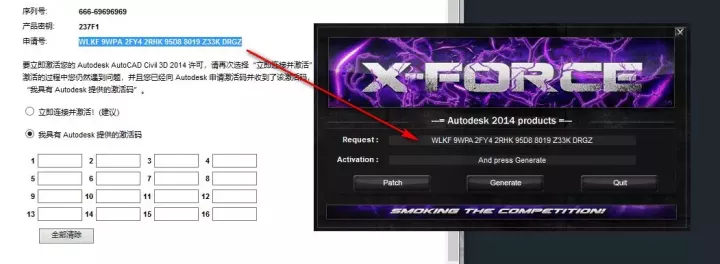 序列号: 666-69696969
产品密钥: 237F1
申请号: WLKF 9WPA 2FY4 2RHK 95D8 8019 Z33K DRGZ
要立即激活您的 Autodesk AutoCAD Civil 3D 2014 许可，请再次选择“立即连并激活”
激活的过程中您仍然遇到问题，并且您已经向 Autodesk 申请激活码并收到了该激活码，
“我具有 Autodesk 提供的激活码”。
立即连接并激活! (建议)
我具有 Autodesk 提供的激活码
1 2 3 4
5 6 7 8
9 10 11 12
13 14 15 16
全部清除
X-FORCE
---= Autodesk 2014 products =---
Request : WLKF 9WPA 2FY4 2RHK 95D8 8019 Z33K DRGZ
Activation : And press Generate
Patch Generate Quit
SMOKING THE COMPETITION!